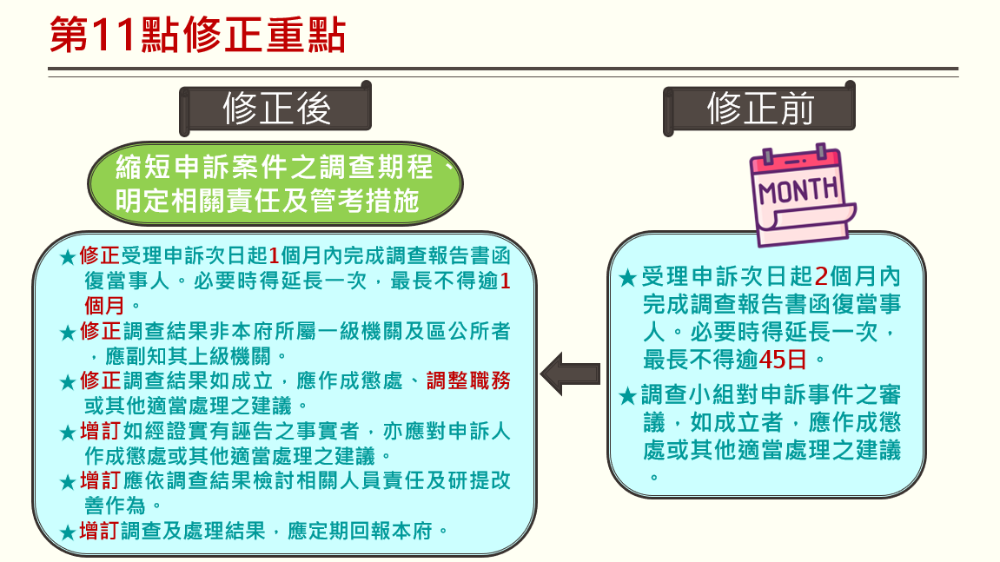 第11點修正重點
修正後
縮短申訴案件之調查期程、
明定相關責任及管考措施
★修正受理申訴次日起1個月內完成調查報告書函
復當事人。必要時得延長一次，最長不得逾1
個月。
★修正調查結果非本府所屬一級機關及區公所者
，應副知其上級機關。
★修正調查結果如成立，應作成懲處、調整職務
或其他適當處理之建議。
★增訂如經證實有誣告之事實者，亦應對申訴人
作成懲處或其他適當處理之建議。
★增訂應依調查結果檢討相關人員責任及研提改
善作為。
★增訂調查及處理結果，應定期回報本府。
修正前
MONTH
★受理申訴次日起2個月內
完成調查報告書函復當事
人。必要時得延長一次，
最長不得逾45日。
★調查小組對申訴事件之審
議，如成立者，應作成懲
處或其他適當處理之建議
。